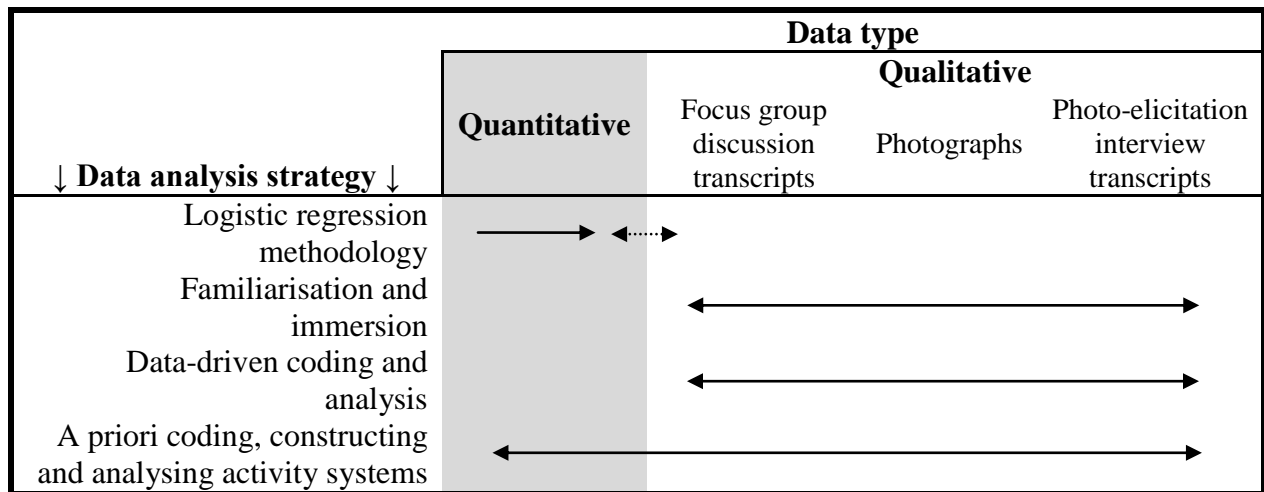 Data type
Qualitative
Quantitative
Focus group
discussion
transcripts
Photographs
Photo-elicitation
interview
transcripts
↓ Data analysis strategy ↓
Logistic regression
methodology
Familiarisation and
immersion
Data-driven coding and
analysis
A priori coding, constructing
and analysing activity systems